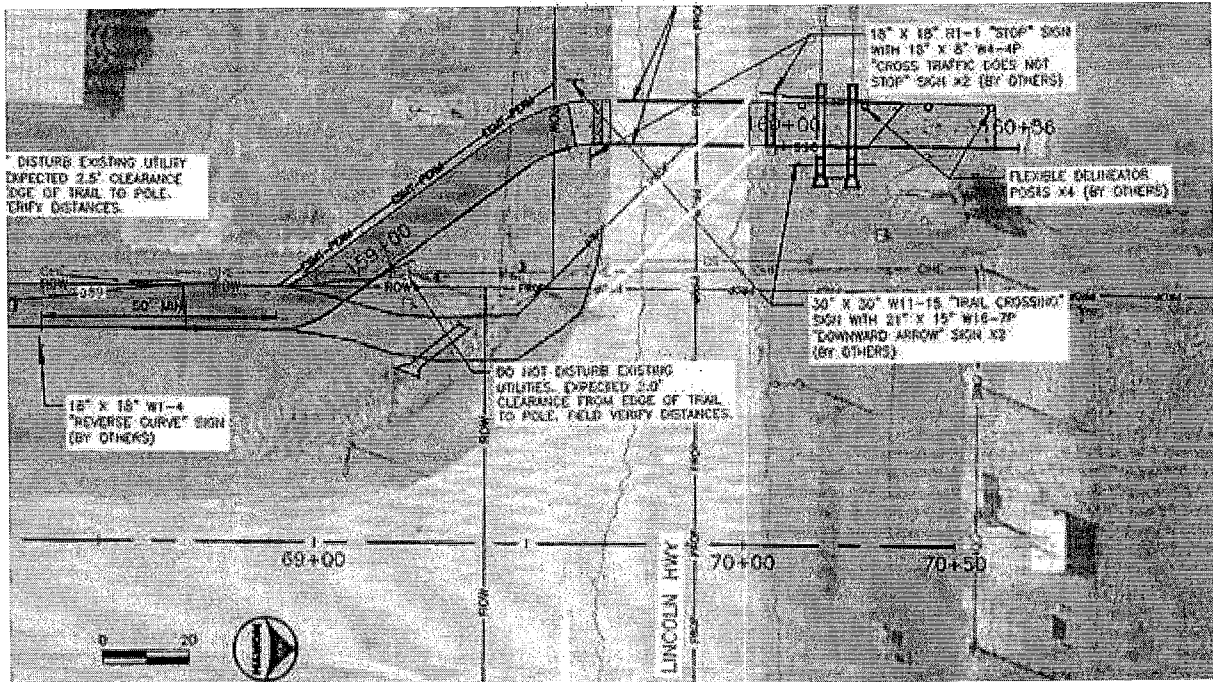 18" X 18" R1-1 "STOP" SIGN
WITH 18" X 8" W4-4P
"CROSS TRAFFIC DOES NOT
STOP" SIGN X2 (BY OTHERS)
160+00
160+56
DISTURB EXISTING UTILITY
EXPECTED 2.5' CLEARANCE
EDGE OF TRAIL TO POLE.
VERIFY DISTANCES.
FLEXIBLE DELINEATOR
POSTS X4 (BY OTHERS)
159+00
ROW
50' MIN
30" X 30" W11-15 "TRAIL CROSSING"
SIGN WITH 21" X 15" W16-7P
"DOWNWARD ARROW" SIGN X2
(BY OTHERS)
DO NOT DISTURB EXISTING
UTILITIES. EXPECTED 2.0'
CLEARANCE FROM EDGE OF TRAIL
TO POLE. FIELD VERIFY DISTANCES.
18" X 18" W1-4
"REVERSE CURVE" SIGN
(BY OTHERS)
ROW
69+00
70+00
70+50
ROW
LINCOLN HWY
0 20